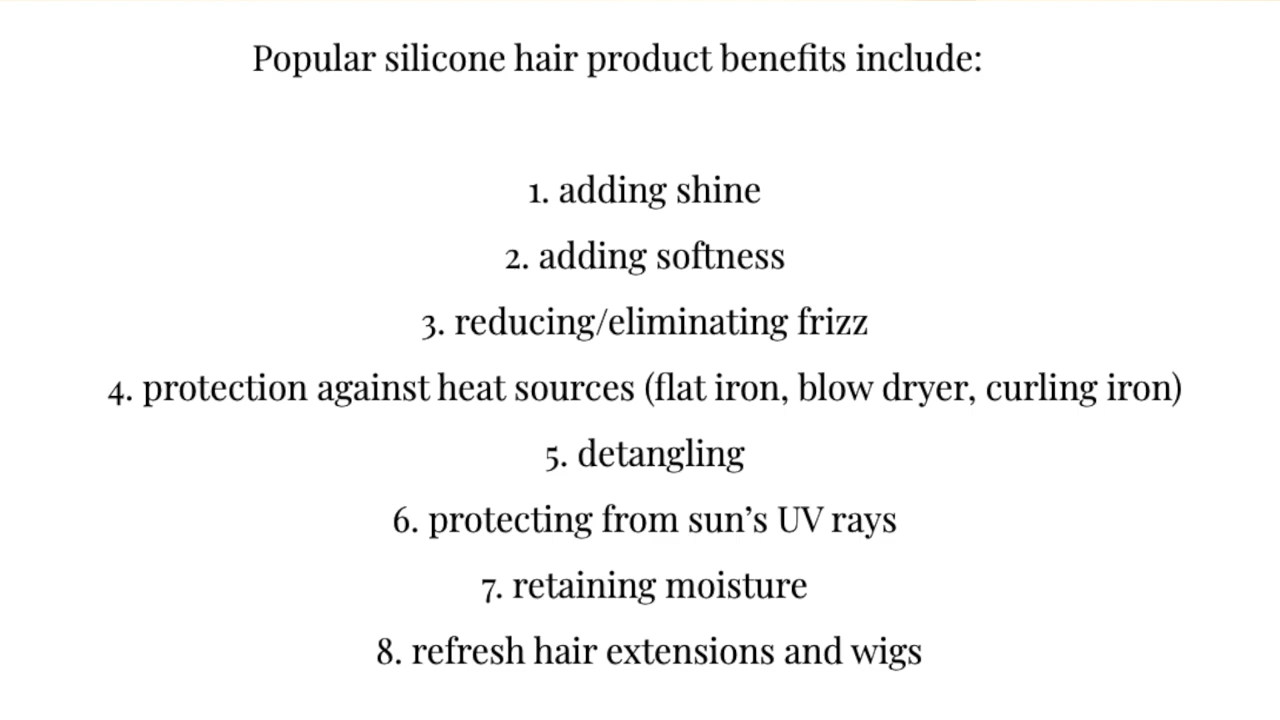 Popular silicone hair product benefits include:
1. adding shine
2. adding softness
3. reducing/eliminating frizz
4. protection against heat sources (flat iron, blow dryer, curling iron)
5. detangling
6. protecting from sun’s UV rays
7. retaining moisture
8. refresh hair extensions and wigs